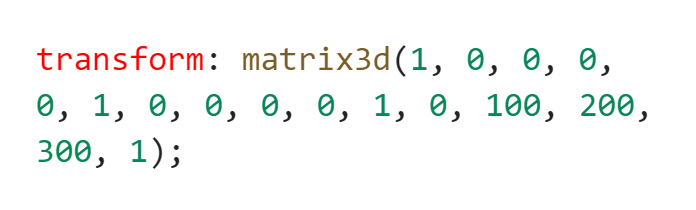 transform: matrix3d(1, 0, 0, 0,
0, 1, 0, 0, 0, 0, 1, 0, 100, 200,
300, 1);